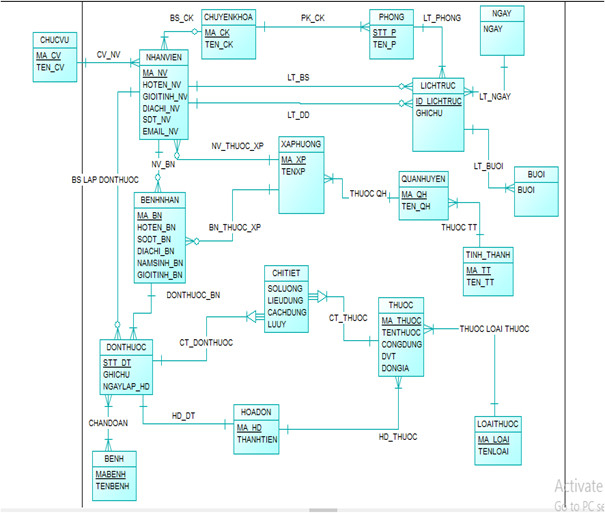 BS_CK
CHUYENKHOA
MA_CK
TEN_CK
PK_CK
PHONG
STT_P
TEN_P
LT_PHONG
NGAY
NGAY
CHUCVU
MA_CV
TEN_CV
CV_NV
NHANVIEN
MA_NV
HOTEN_NV
GIOITINH_NV
DIACHI_NV
SDT_NV
EMAIL_NV
LT_BS
LT_DD
LICHTRUC
ID_LICHTRUC
GHICHU
LT_NGAY
LT_BUOI
BUOI
BUOI
NV_THUOC_XP
XAPHUONG
MA_XP
TENXP
NV_BN
BS LAP DONTHUOC
THUOC QH
QUANHUYEN
MA_QH
TEN_QH
BENHNHAN
MA_BN
HOTEN_BN
SODT_BN
DIACHI_BN
NAMSINH_BN
GIOITINH_BN
BN_THUOC_XP
THUOC TT
TINH_THANH
MA_TT
TEN_TT
DONTHUOC_BN
CHITIET
SOLUONG
LIEUDUNG
CACHDUNG
LUUY
CT_THUOC
CT_DONTHUOC
THUOC
MA_THUOC
TENTHUOC
CONGDUNG
DVT
DONGIA
THUOC LOAI THUOC
DONTHUOC
STT_DT
GHICHU
NGAYLAP_HD
CHANDOAN
HD_DT
HOADON
MA_HD
THANHTIEN
HD_THUOC
LOAITHUOC
MA_LOAI
TENLOAI
BENH
MABENH
TENBENH
Activate
Go to PC se